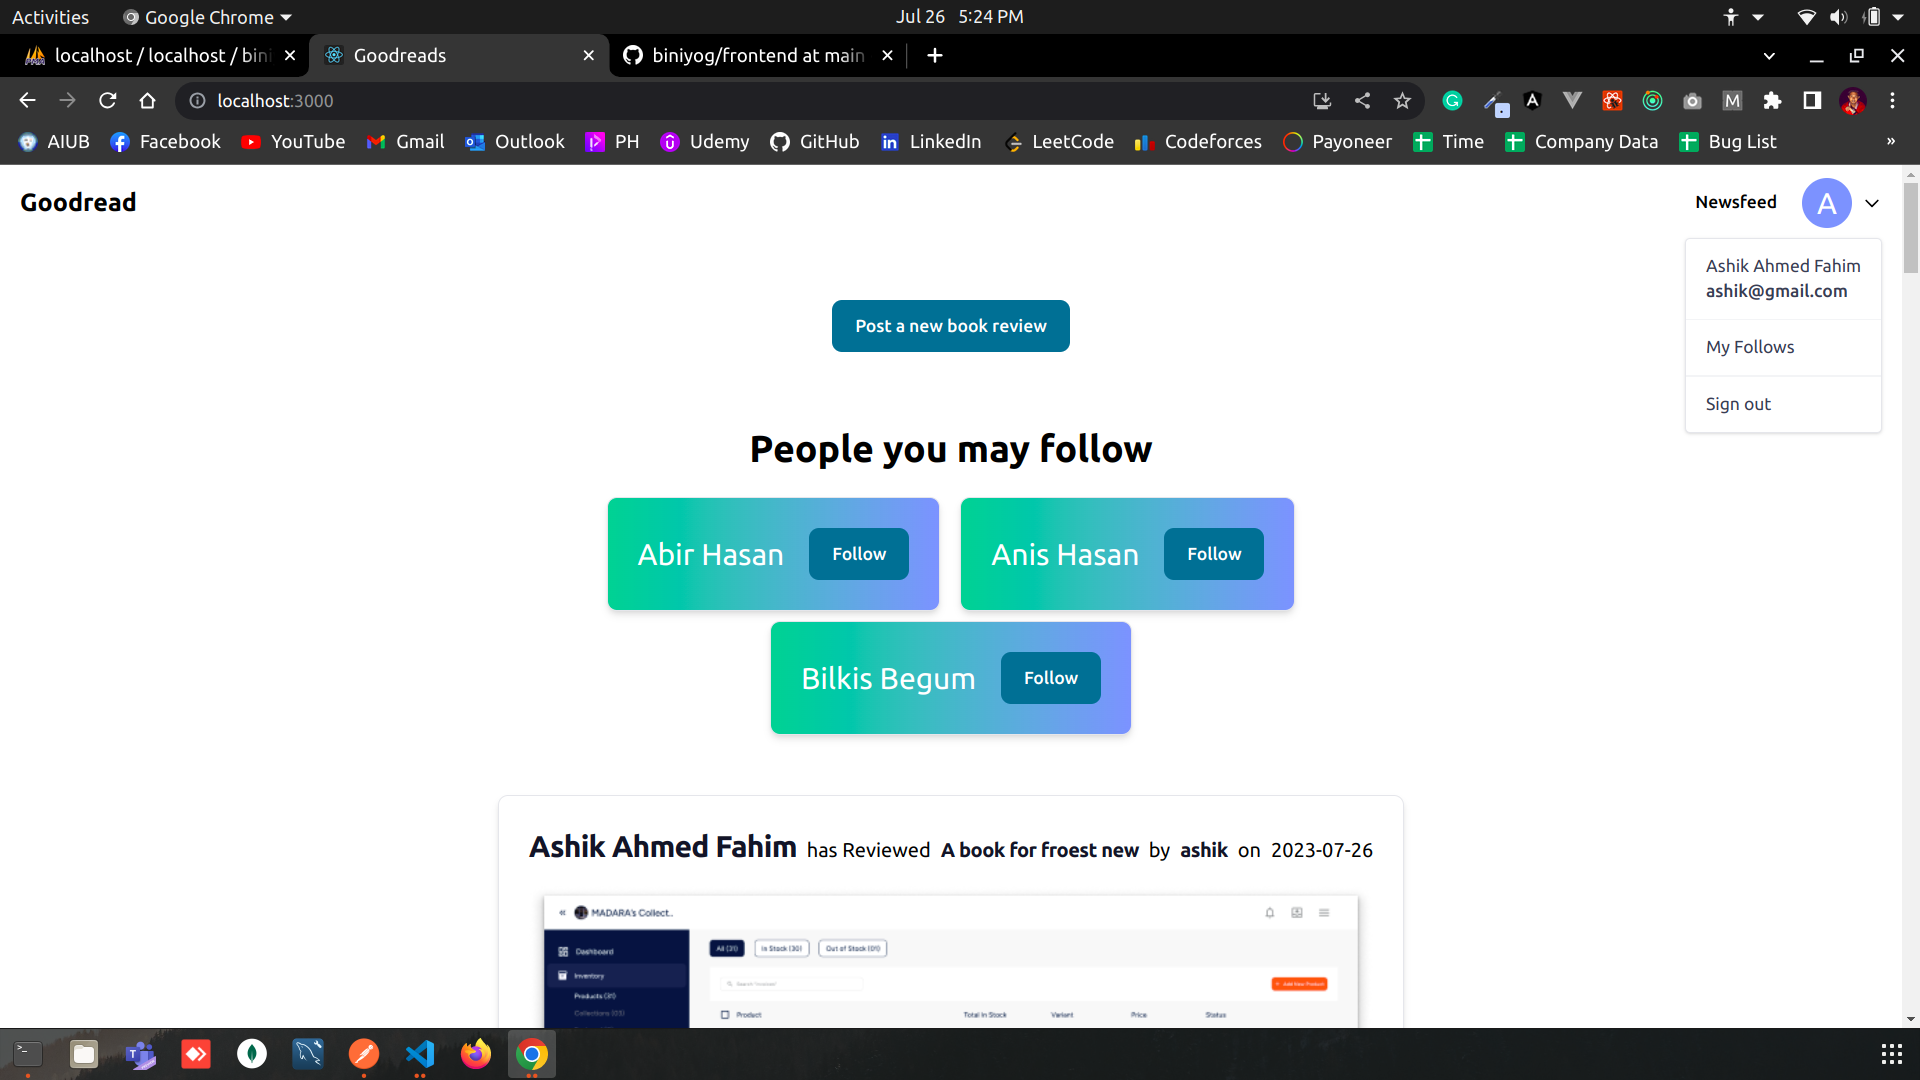 Activities Google Chrome Jul 26 5:24 PM
localhost / localhost / bini Goodreads biniyog/frontend at main
localhost:3000
AIUB Facebook YouTube Gmail Outlook PH Udemy GitHub LinkedIn LeetCode Codeforces Payoneer Time Company Data Bug List »
Goodread Newsfeed A
Ashik Ahmed Fahim
ashik@gmail.com
My Follows
Sign out
Post a new book review
People you may follow
Abir Hasan Follow Anis Hasan Follow
Bilkis Begum Follow
Ashik Ahmed Fahim has Reviewed A book for froest new by ashik on 2023-07-26
MADARA's Collect..
Dashboard All (31) In Stock (30) Out of Stock (01)
Inventory
Products (31) Add New Product
Collections (03)
Product Total In Stock Variant Price Status